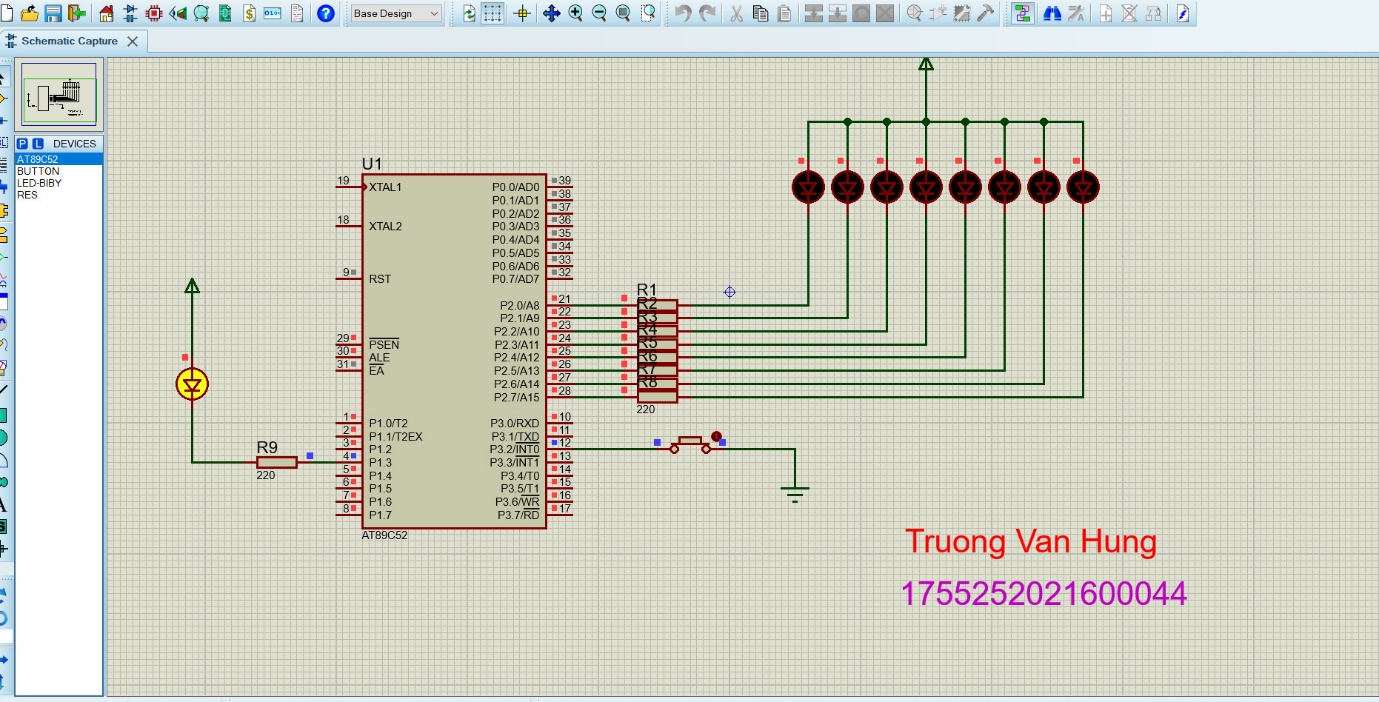 Base Design
Schematic Capture
P L DEVICES
AT89C52
BUTTON
LED-BIBY
RES
U1
19 XTAL1
18 XTAL2
9 RST
29 PSEN
30 ALE
31 EA
1 P1.0/T2
2 P1.1/T2EX
3 P1.2
4 P1.3
5 P1.4
6 P1.5
7 P1.6
8 P1.7
P0.0/AD0 39
P0.1/AD1 38
P0.2/AD2 37
P0.3/AD3 36
P0.4/AD4 35
P0.5/AD5 34
P0.6/AD6 33
P0.7/AD7 32
P2.0/A8 21
P2.1/A9 22
P2.2/A10 23
P2.3/A11 24
P2.4/A12 25
P2.5/A13 26
P2.6/A14 27
P2.7/A15 28
P3.0/RXD 10
P3.1/TXD 11
P3.2/INT0 12
P3.3/INT1 13
P3.4/T0 14
P3.5/T1 15
P3.6/WR 16
P3.7/RD 17
AT89C52
R1
R2
R3
R4
R5
R6
R7
R8
220
R9
220
Truong Van Hung
1755252021600044